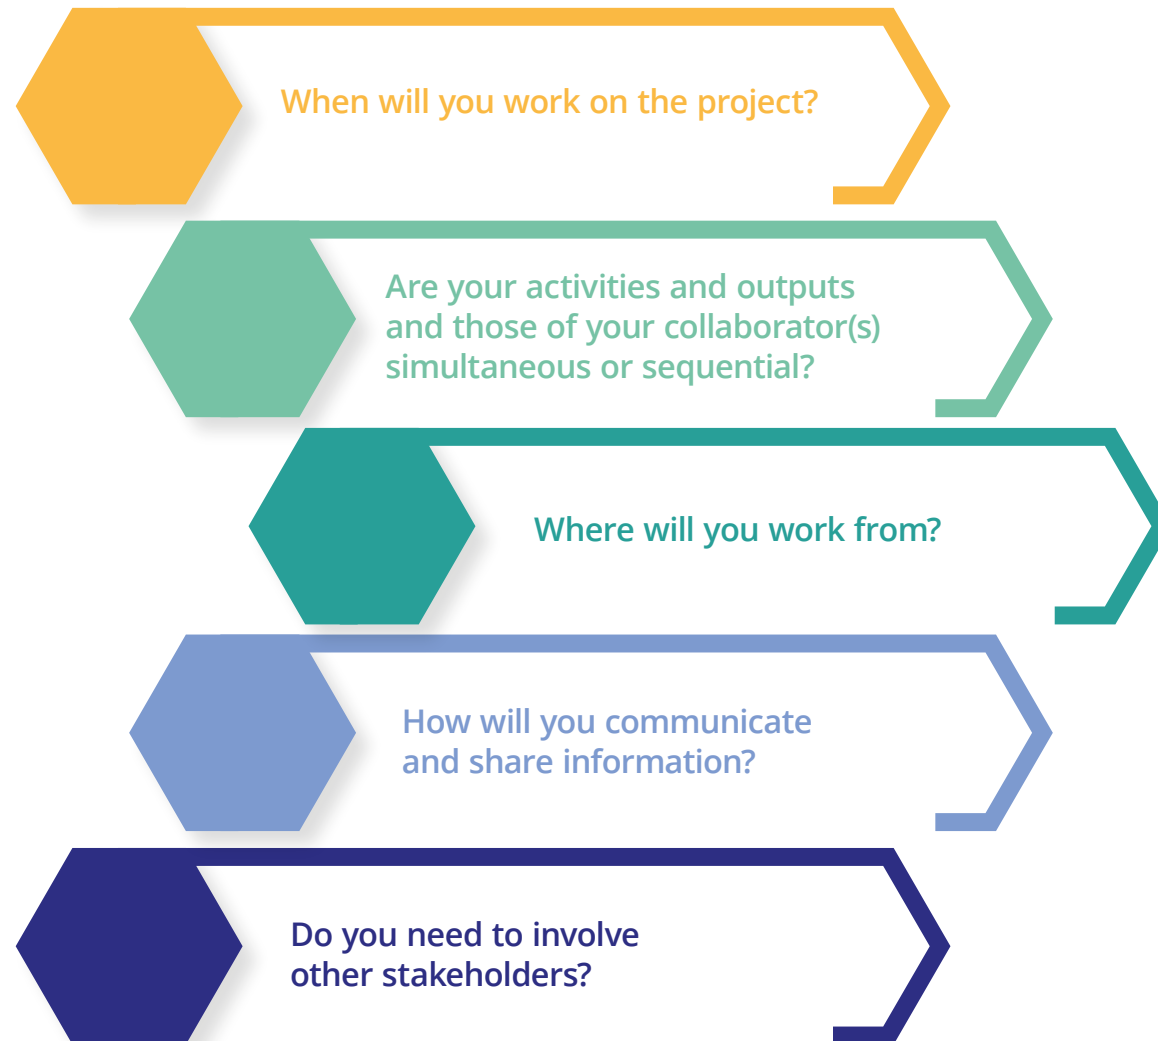 When will you work on the project?
Are your activities and outputs
and those of your collaborator(s)
simultaneous or sequential?
Where will you work from?
How will you communicate
and share information?
Do you need to involve
other stakeholders?